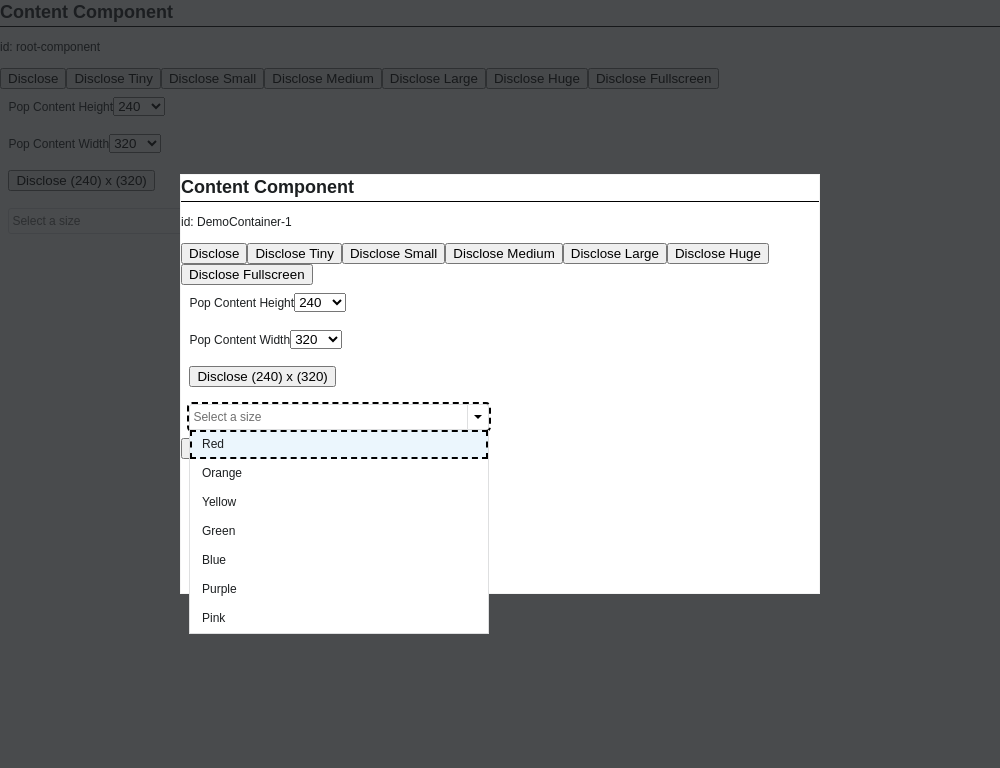 Content Component
id: root-component
Disclose Disclose Tiny Disclose Small Disclose Medium Disclose Large Disclose Huge Disclose Fullscreen
Pop Content Height 240
Pop Content Width 320
Disclose (240) x (320)
Select a size
Content Component
id: DemoContainer-1
Disclose Disclose Tiny Disclose Small Disclose Medium Disclose Large Disclose Huge
Disclose Fullscreen
Pop Content Height 240
Pop Content Width 320
Disclose (240) x (320)
Select a size
Red
Orange
Yellow
Green
Blue
Purple
Pink